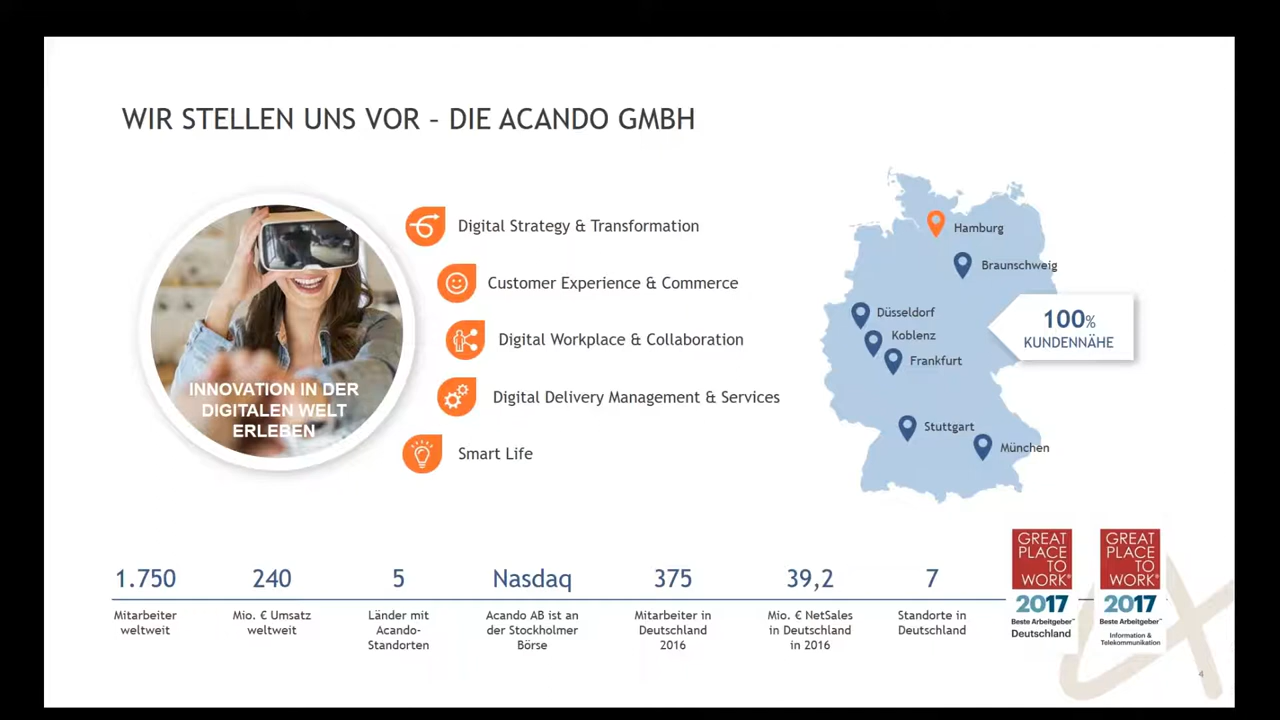 WIR STELLEN UNS VOR – DIE ACANDO GMBH
INNOVATION IN DER
DIGITALEN WELT
ERLEBEN
Digital Strategy & Transformation
Customer Experience & Commerce
Digital Workplace & Collaboration
Digital Delivery Management & Services
Smart Life
Hamburg
Braunschweig
Düsseldorf
Koblenz
Frankfurt
Stuttgart
München
100%
KUNDENNÄHE
1.750
Mitarbeiter
weltweit
240
Mio. € Umsatz
weltweit
5
Länder mit
Acando-
Standorten
Nasdaq
Acando AB ist an
der Stockholmer
Börse
375
Mitarbeiter in
Deutschland
2016
39,2
Mio. € NetSales
in Deutschland
in 2016
7
Standorte in
Deutschland
GREAT
PLACE
TO
WORK®
2017
Beste Arbeitgeber™
Deutschland
GREAT
PLACE
TO
WORK®
2017
Beste Arbeitgeber™
Information &
Telekommunikation
4